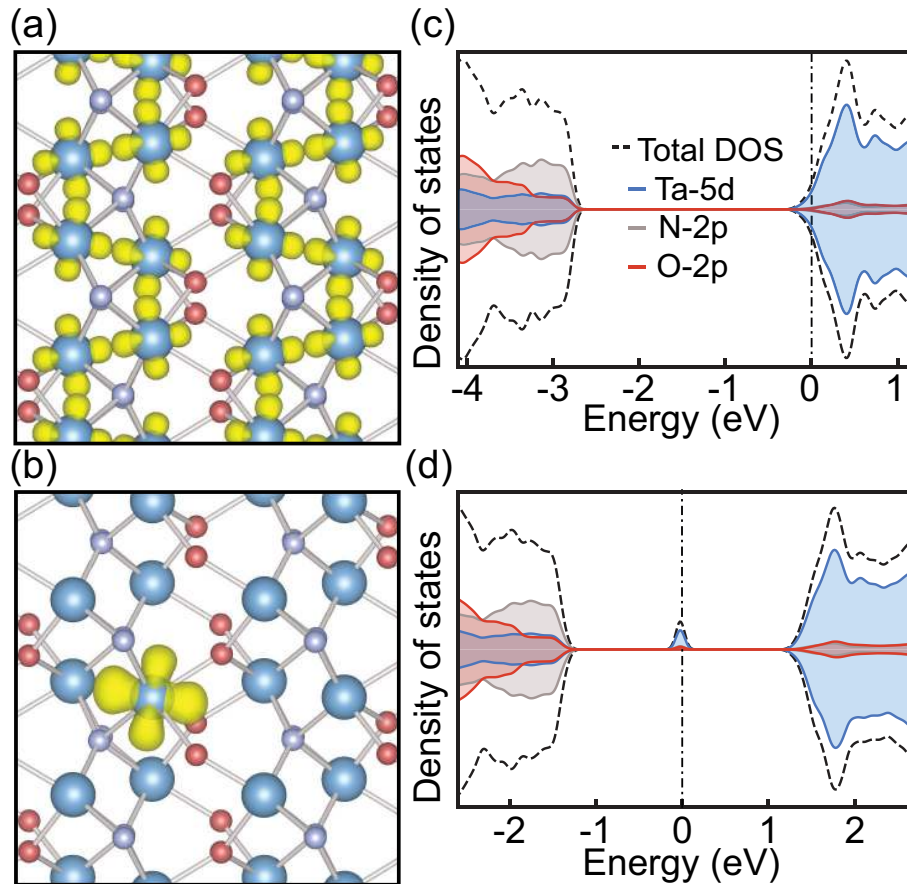 (a)
(c)
Density of states
Total DOS
Ta-5d
N-2p
O-2p
-4 -3 -2 -1 0 1
Energy (eV)
(b)
(d)
Density of states
-2 -1 0 1 2
Energy (eV)